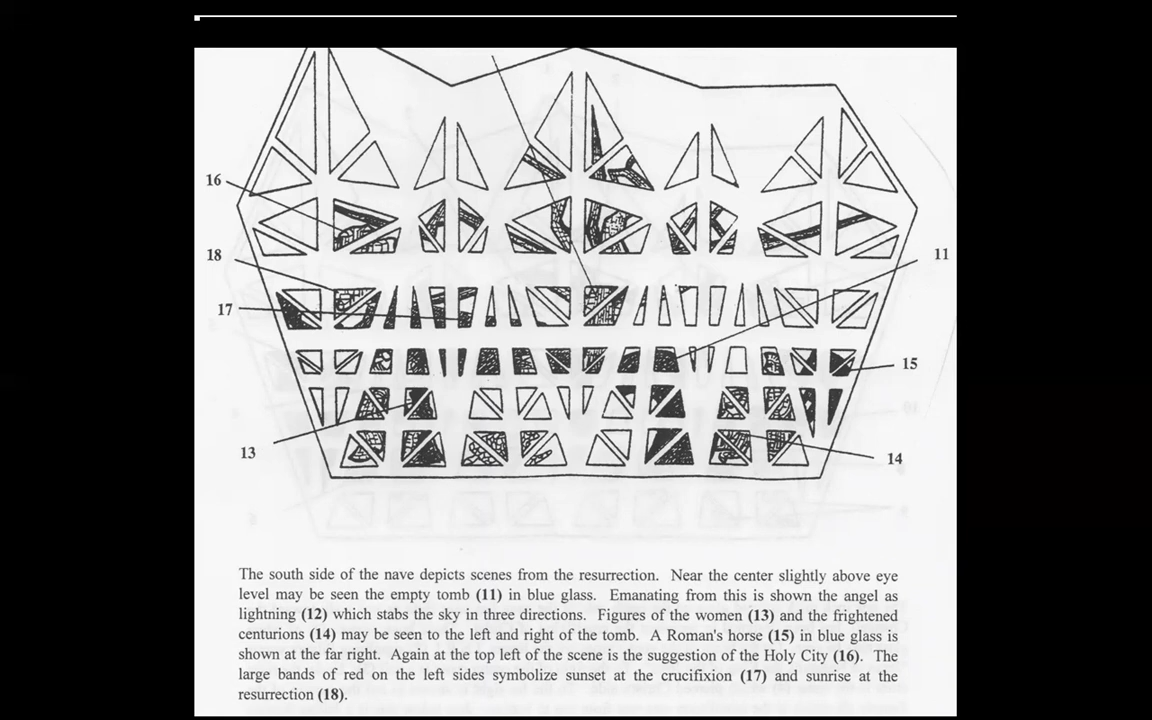 16
18
11
17
15
13
14
The south side of the nave depicts scenes from the resurrection. Near the center slightly above eye
level may be seen the empty tomb (11) in blue glass. Emanating from this is shown the angel as
lightning (12) which stabs the sky in three directions. Figures of the women (13) and the frightened
centurions (14) may be seen to the left and right of the tomb. A Roman's horse (15) in blue glass is
shown at the far right. Again at the top left of the scene is the suggestion of the Holy City (16). The
large bands of red on the left sides symbolize sunset at the crucifixion (17) and sunrise at the
resurrection (18).